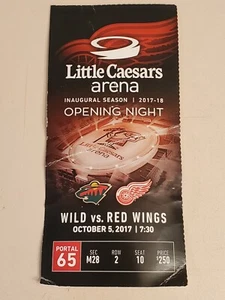 Little Caesars
arena
INAUGURAL SEASON | 2017-18
OPENING NIGHT
WILD vs. RED WINGS
OCTOBER 5, 2017 | 7:30
PORTAL SEC ROW SEAT PRICE
65 M28 2 10 $250